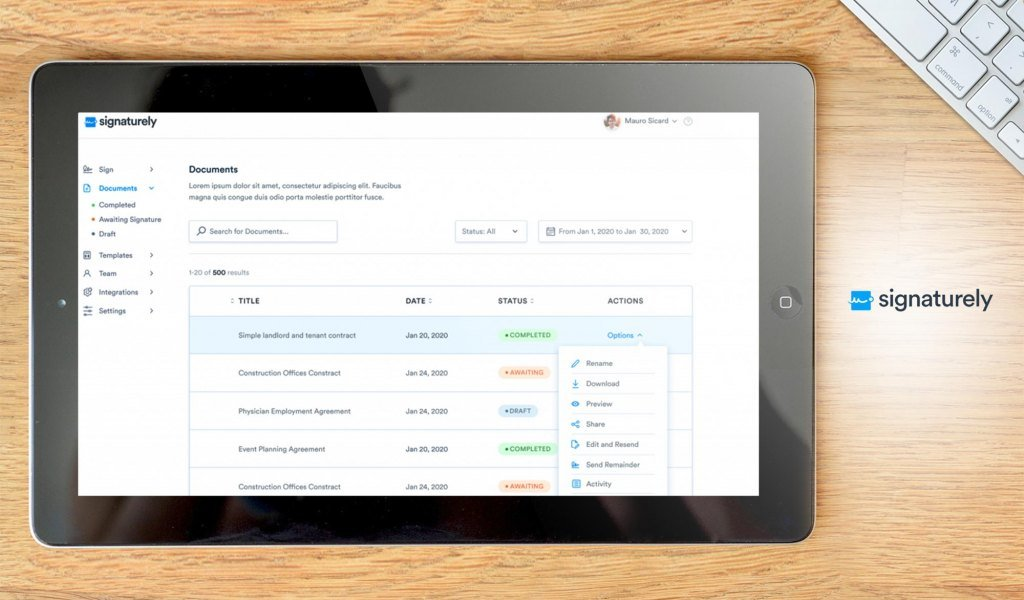 signaturely
Mauro Sicard
Sign
Documents
Completed
Awaiting Signature
Draft
Templates
Team
Integrations
Settings
Documents
Lorem ipsum dolor sit amet, consectetur adipiscing elit. Faucibus
magna quis congue duis odio porta molestie porttitor fusce.
Search for Documents...
Status: All
From Jan 1, 2020 to Jan 30, 2020
1-20 of 500 results
TITLE DATE STATUS ACTIONS
Simple landlord and tenant contract Jan 20, 2020 COMPLETED Options
Construction Offices Contract Jan 24, 2020 AWAITING
Physician Employment Agreement Jan 24, 2020 DRAFT
Event Planning Agreement Jan 20, 2020 COMPLETED
Construction Offices Contract Jan 24, 2020 AWAITING
Rename
Download
Preview
Share
Edit and Resend
Send Remainder
Activity
signaturely
⌘
command
alt
option